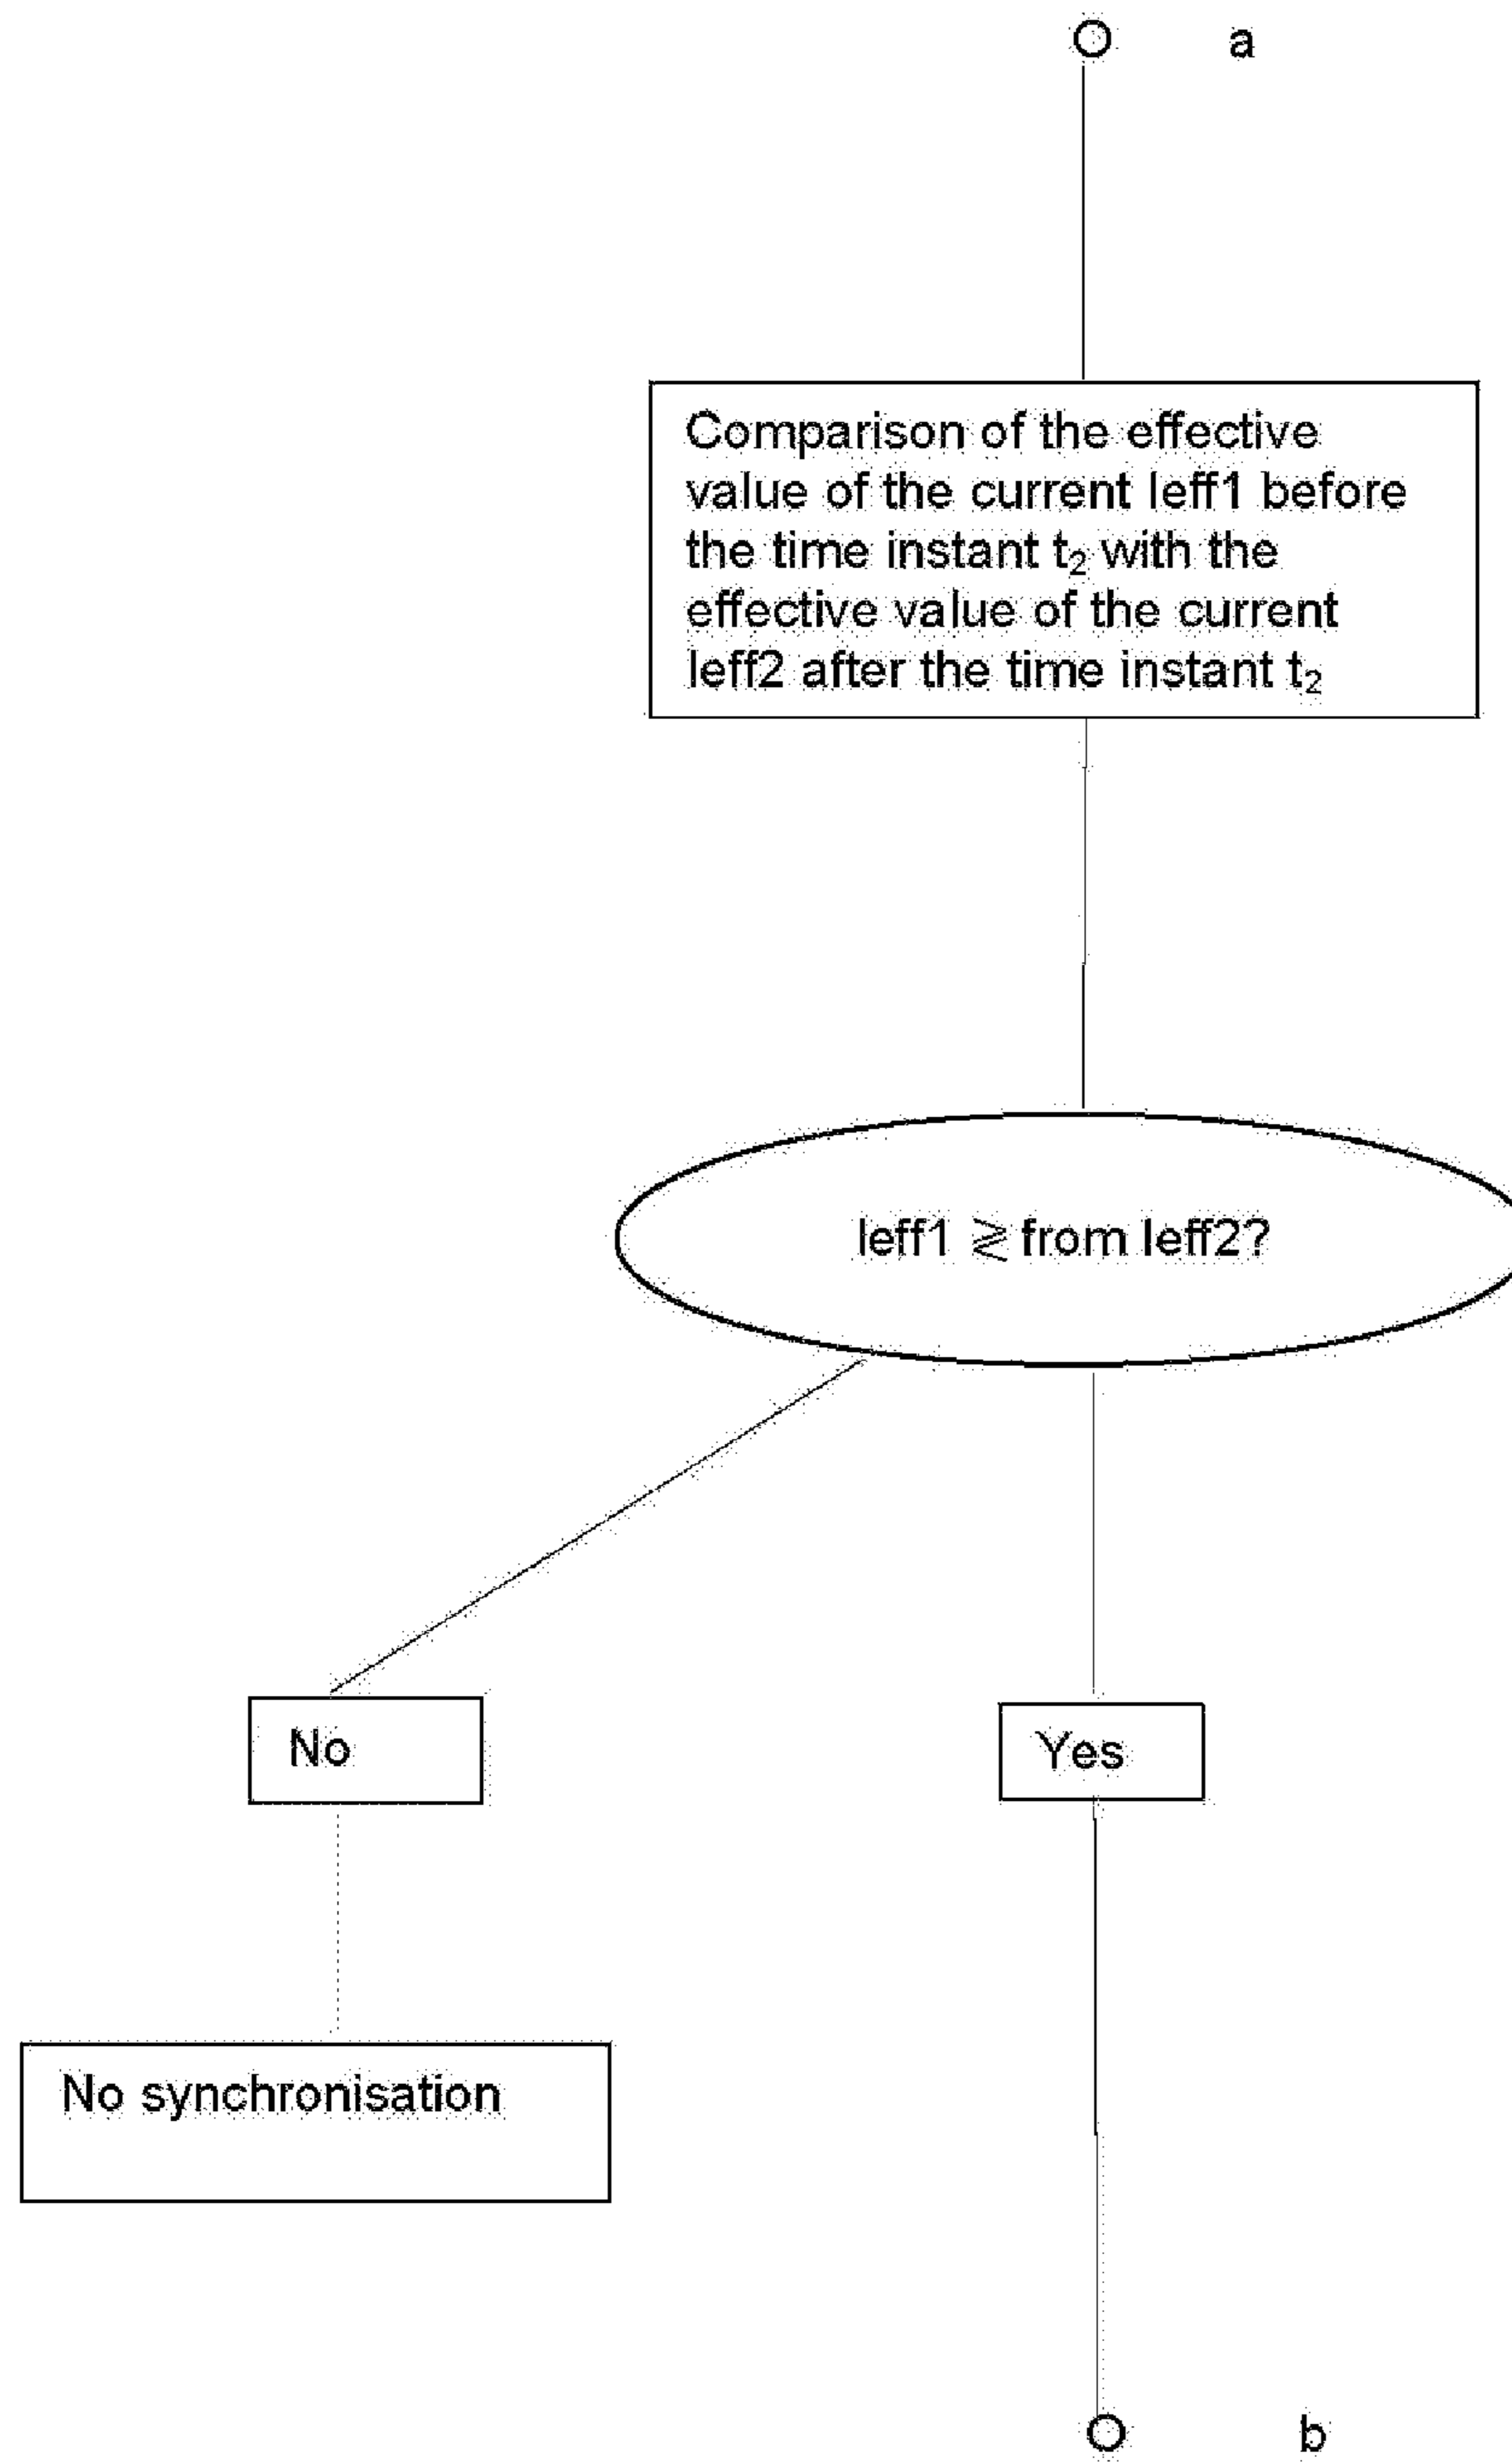 a
Comparison of the effective
value of the current Ieff1 before
the time instant t₂ with the
effective value of the current
Ieff2 after the time instant t₂
Ieff1 ≷ from Ieff2?
No
Yes
No synchronisation
b